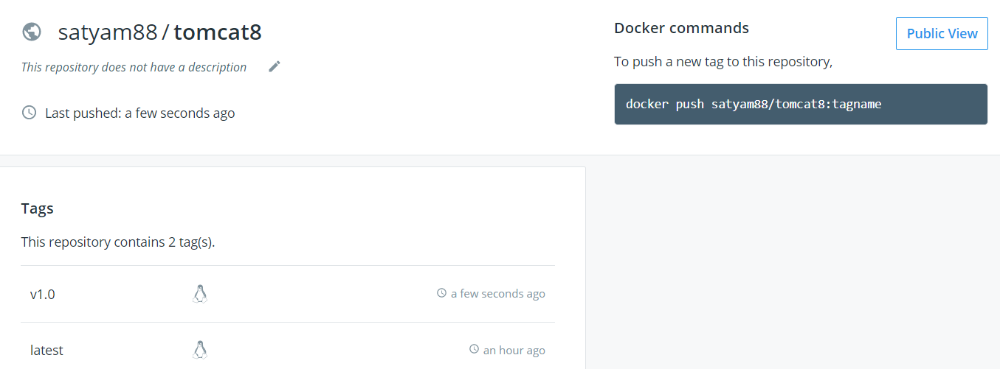 satyam88 / tomcat8
This repository does not have a description
Last pushed: a few seconds ago
Docker commands
Public View
To push a new tag to this repository,
docker push satyam88/tomcat8:tagname
Tags
This repository contains 2 tag(s).
v1.0 a few seconds ago
latest an hour ago